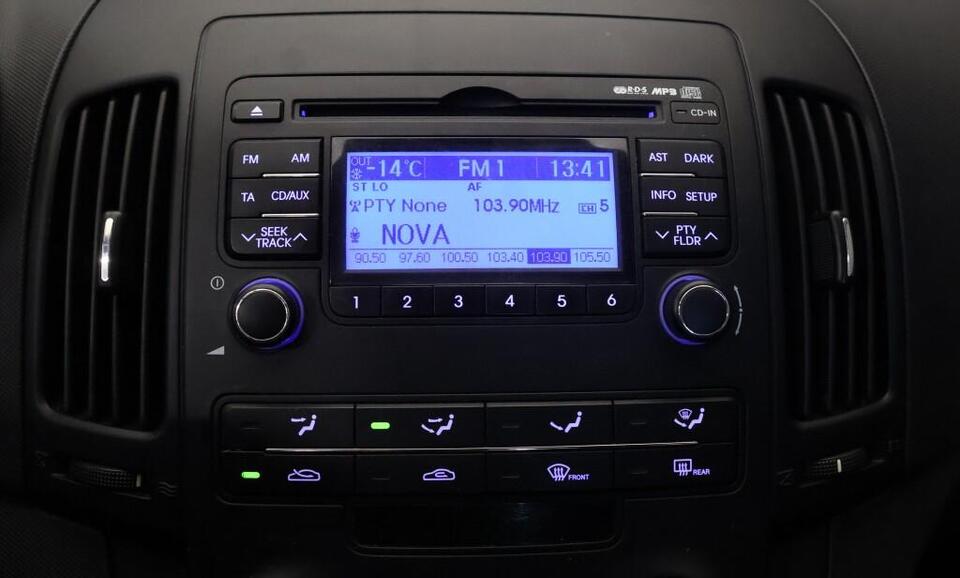 R·D·S MP3
CD-IN
FM AM
TA CD/AUX
SEEK
TRACK
OUT
-14°C FM1 13:41
ST LO AF
PTY None 103.90MHz CH 5
NOVA
90.50 97.60 100.50 103.40 103.90 105.50
AST DARK
INFO SETUP
PTY
FLDR
1 2 3 4 5 6
FRONT
REAR